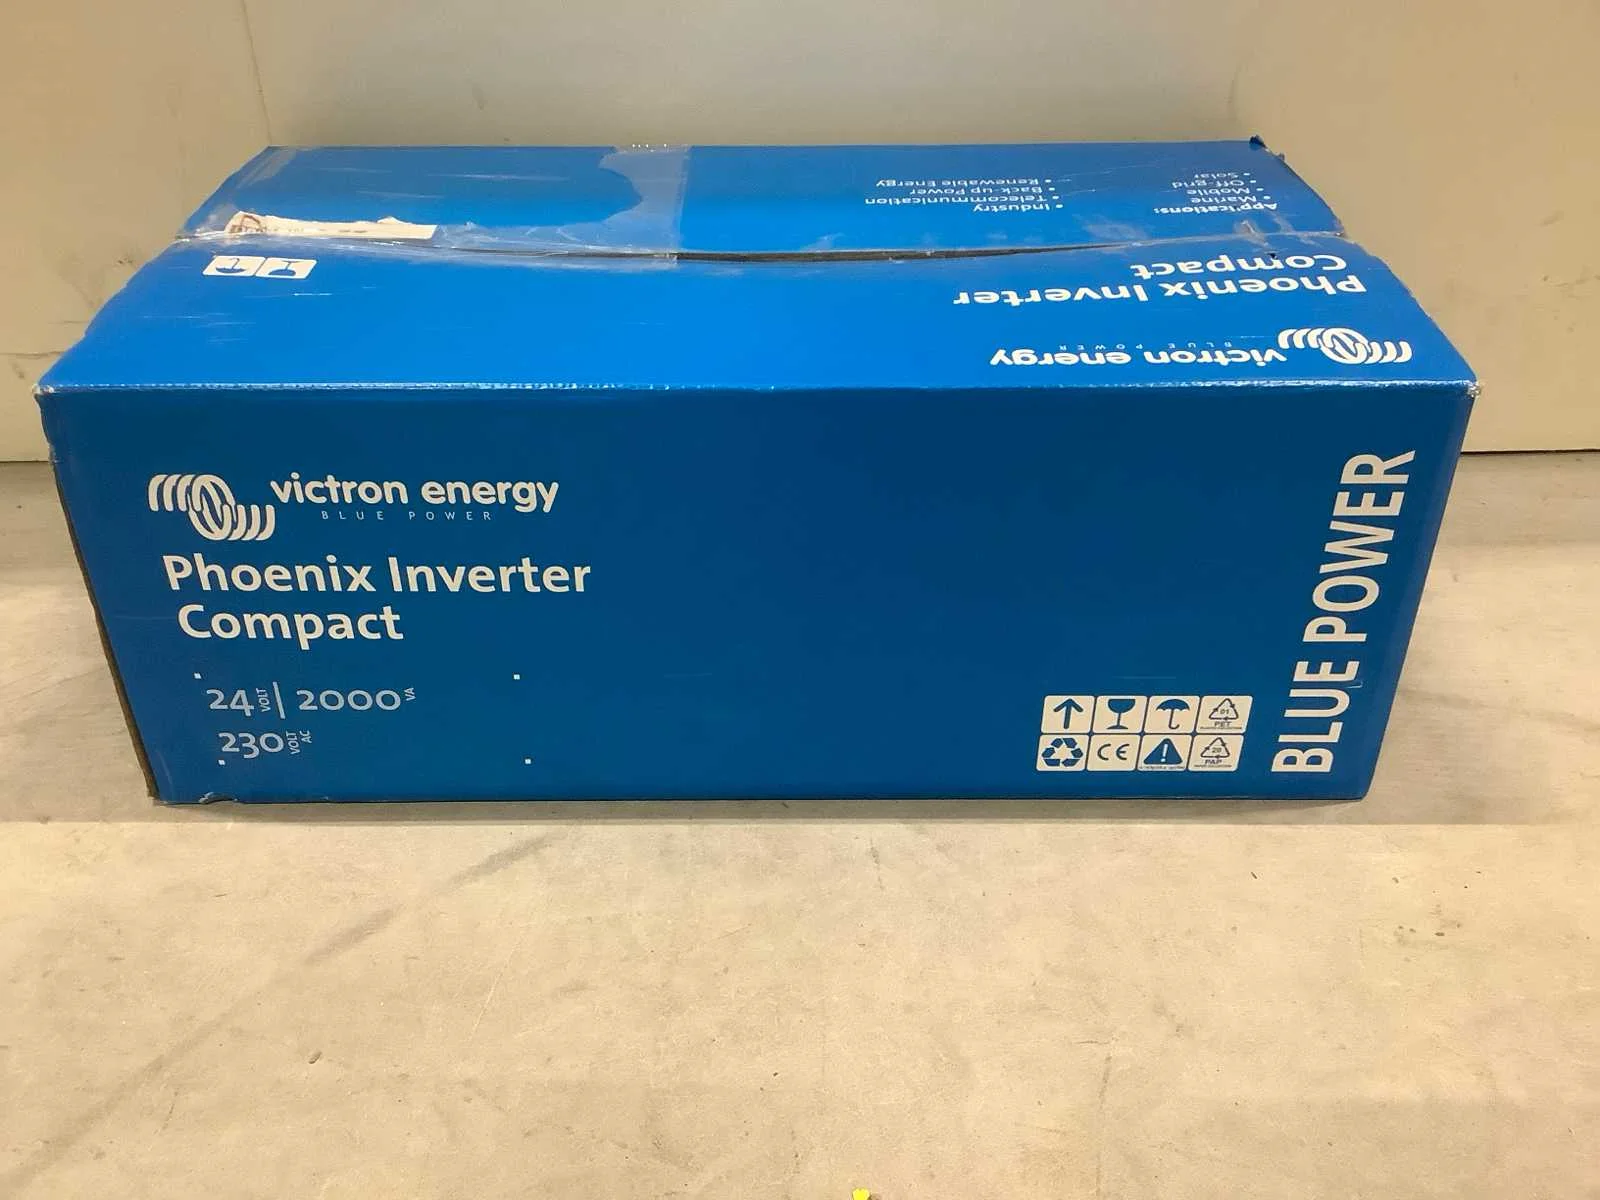 Applications:
• Marine
• Mobile
• Off-grid
• Solar
• Industry
• Telecommunication
• Back-up Power
• Renewable Energy
Phoenix Inverter
Compact
victron energy
BLUE POWER
victron energy
BLUE POWER
Phoenix Inverter
Compact
24 VOLT | 2000 VA
230 VOLT AC
01
PET
CE
20
PAP
BLUE POWER